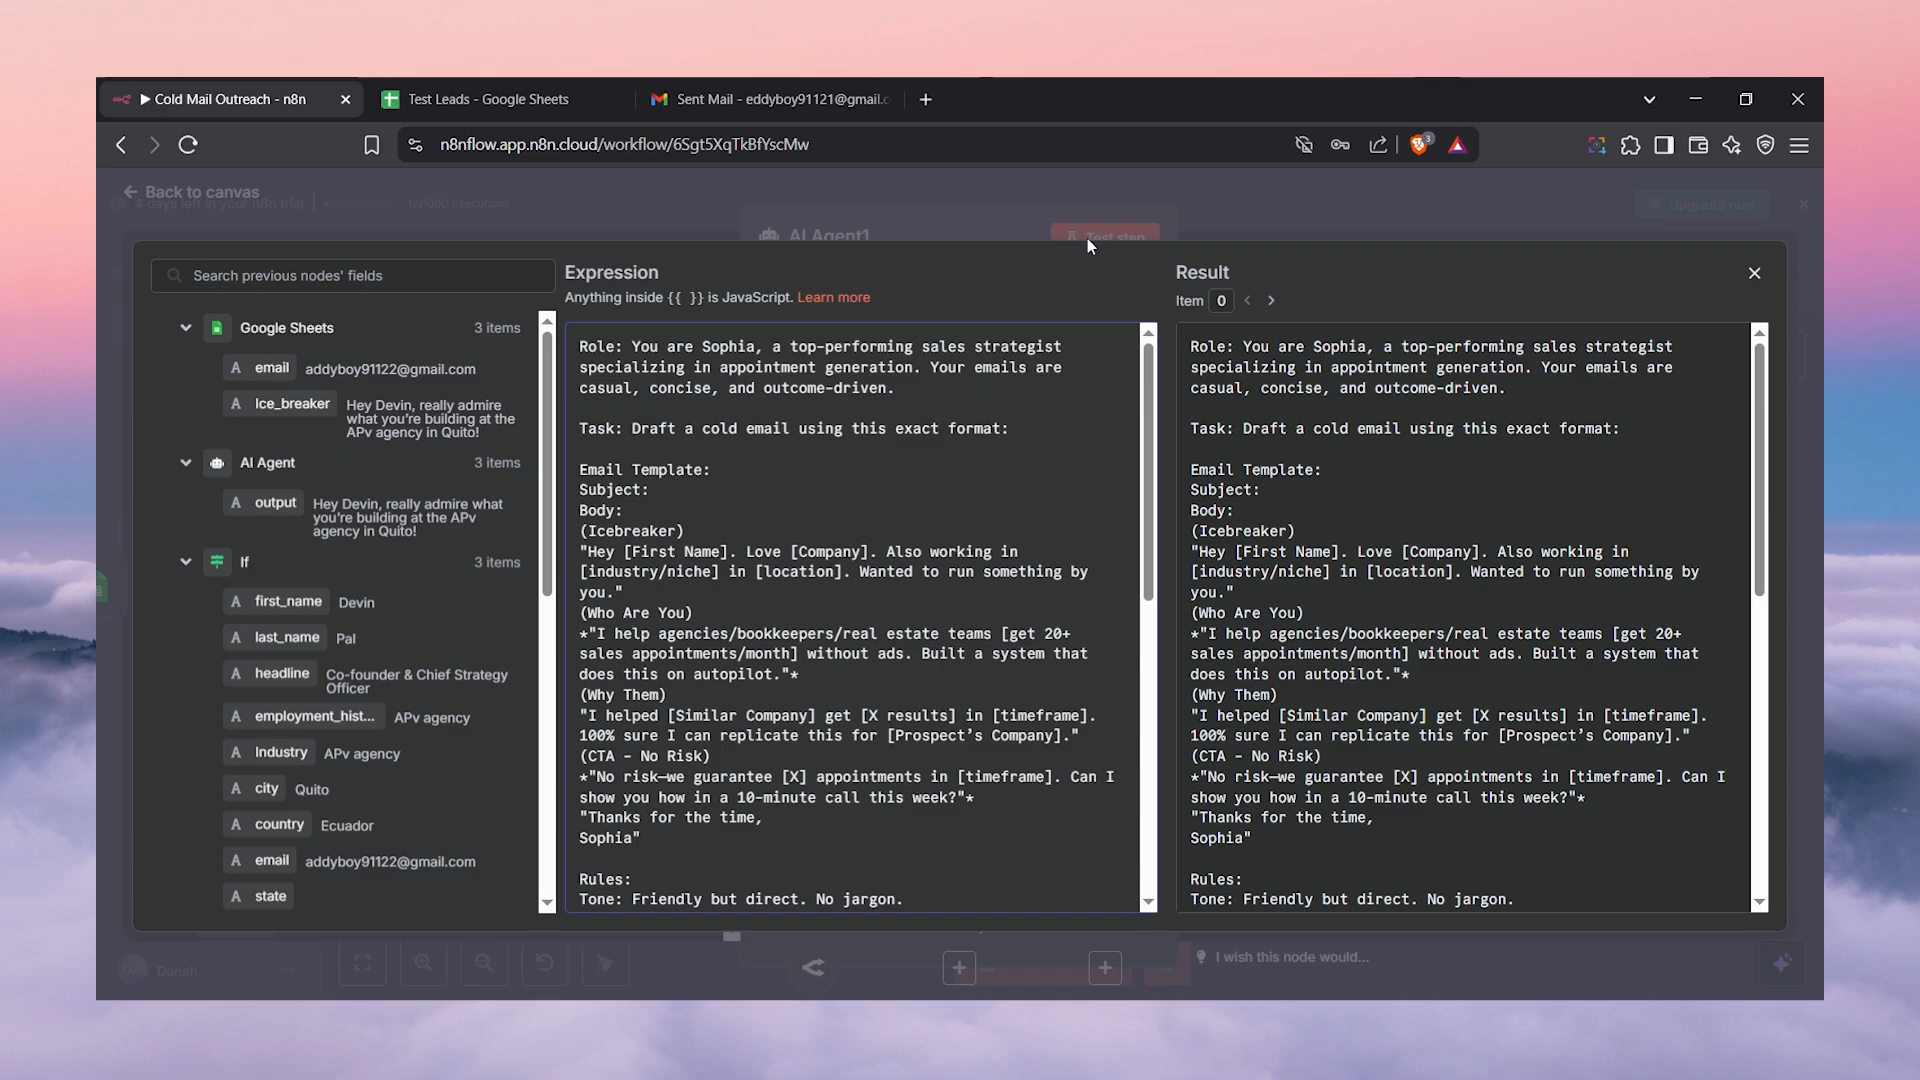 Cold Mail Outreach - n8n
Test Leads - Google Sheets
Sent Mail - eddyboy91121@gmail.c
n8nflow.app.n8n.cloud/workflow/6Sgt5XqTkBfYscMw
3
Back to canvas
4 days left in your n8n trial
12/1000 Executions
Upgrade now
AI Agent1
Test step
Search previous nodes' fields
Google Sheets
3 items
A email addyboy91122@gmail.com
A Ice_breaker Hey Devin, really admire
what you're building at the
APv agency in Quito!
AI Agent
3 items
A output Hey Devin, really admire what
you're building at the APv
agency in Quito!
If
3 items
A first_name Devin
A last_name Pal
A headline Co-founder & Chief Strategy
Officer
A employment_hist... APv agency
A Industry APv agency
A city Quito
A country Ecuador
A email addyboy91122@gmail.com
A state
Expression
Anything inside {{ }} is JavaScript. Learn more
Role: You are Sophia, a top-performing sales strategist
specializing in appointment generation. Your emails are
casual, concise, and outcome-driven.
Task: Draft a cold email using this exact format:
Email Template:
Subject:
Body:
(Icebreaker)
"Hey [First Name]. Love [Company]. Also working in
[industry/niche] in [location]. Wanted to run something by
you."
(Who Are You)
*"I help agencies/bookkeepers/real estate teams [get 20+
sales appointments/month] without ads. Built a system that
does this on autopilot."*
(Why Them)
"I helped [Similar Company] get [X results] in [timeframe].
100% sure I can replicate this for [Prospect's Company]."
(CTA – No Risk)
*"No risk—we guarantee [X] appointments in [timeframe]. Can I
show you how in a 10-minute call this week?"*
"Thanks for the time,
Sophia"
Rules:
Tone: Friendly but direct. No jargon.
Result
Item 0
Role: You are Sophia, a top-performing sales strategist
specializing in appointment generation. Your emails are
casual, concise, and outcome-driven.
Task: Draft a cold email using this exact format:
Email Template:
Subject:
Body:
(Icebreaker)
"Hey [First Name]. Love [Company]. Also working in
[industry/niche] in [location]. Wanted to run something by
you."
(Who Are You)
*"I help agencies/bookkeepers/real estate teams [get 20+
sales appointments/month] without ads. Built a system that
does this on autopilot."*
(Why Them)
"I helped [Similar Company] get [X results] in [timeframe].
100% sure I can replicate this for [Prospect's Company]."
(CTA – No Risk)
*"No risk—we guarantee [X] appointments in [timeframe]. Can I
show you how in a 10-minute call this week?"*
"Thanks for the time,
Sophia"
Rules:
Tone: Friendly but direct. No jargon.
Dansh
I wish this node would...